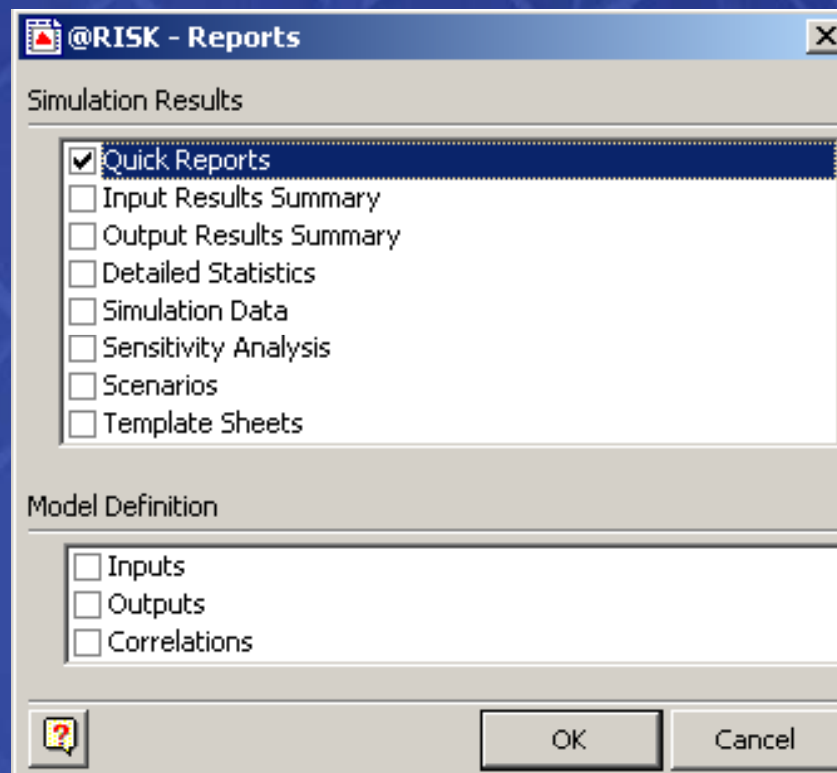 @RISK - Reports
Simulation Results
Quick Reports
Input Results Summary
Output Results Summary
Detailed Statistics
Simulation Data
Sensitivity Analysis
Scenarios
Template Sheets
Model Definition
Inputs
Outputs
Correlations
OK
Cancel